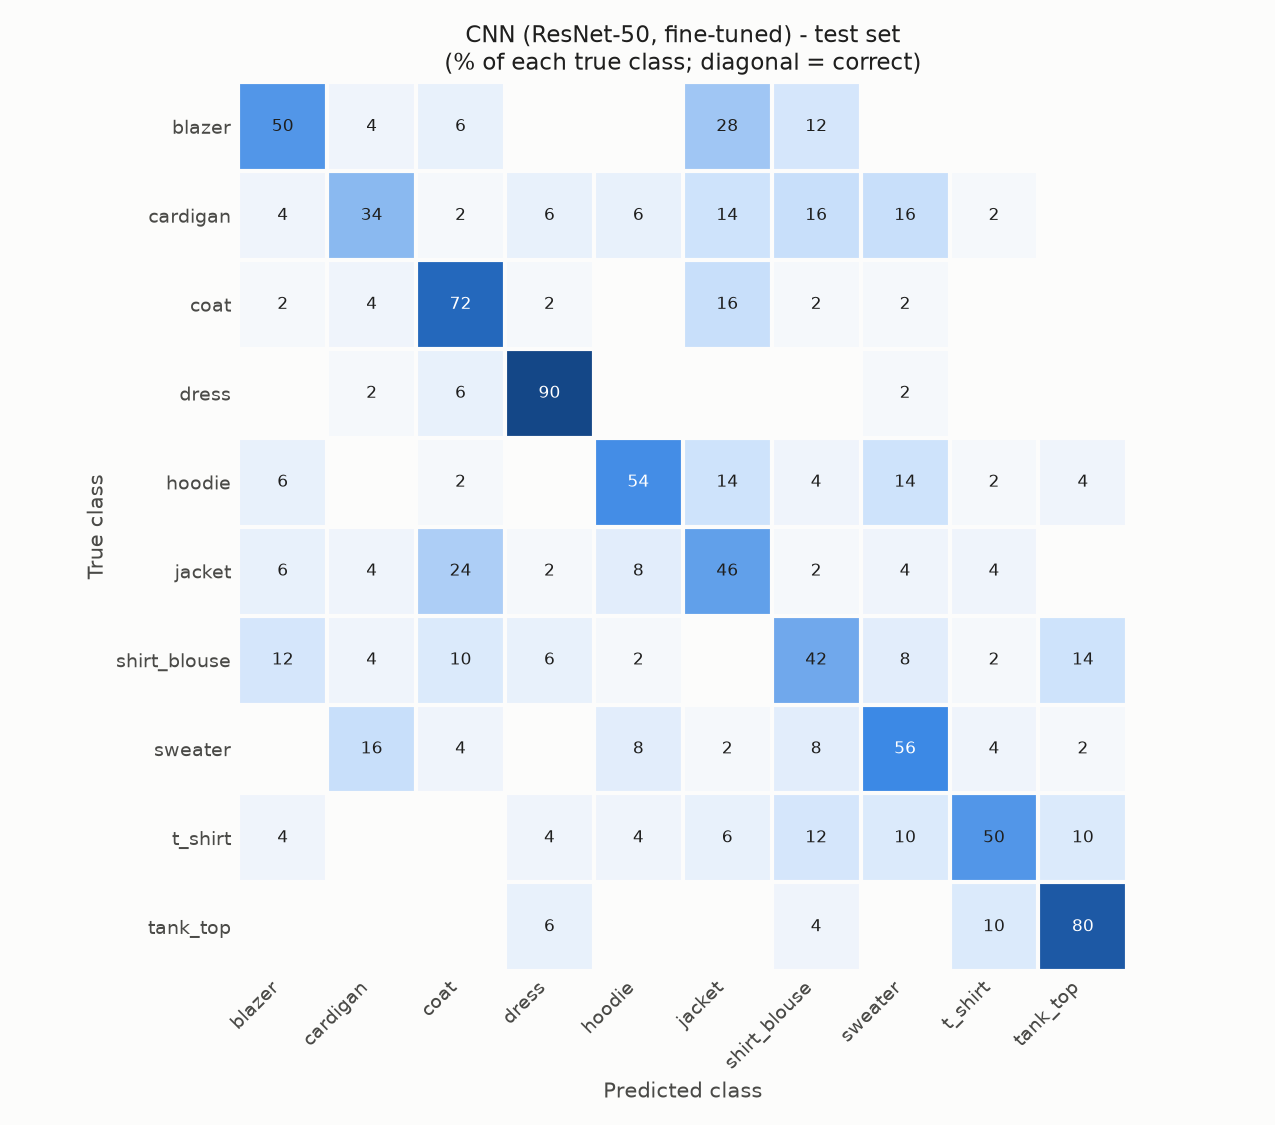 CNN (ResNet-50, fine-tuned) - test set
(% of each true class; diagonal = correct)
True class
blazer 50 4 6 28 12
cardigan 4 34 2 6 6 14 16 16 2
coat 2 4 72 2 16 2 2
dress 2 6 90 2
hoodie 6 2 54 14 4 14 2 4
jacket 6 4 24 2 8 46 2 4 4
shirt_blouse 12 4 10 6 2 42 8 2 14
sweater 16 4 8 2 8 56 4 2
t_shirt 4 4 4 6 12 10 50 10
tank_top 6 4 10 80
blazer cardigan coat dress hoodie jacket shirt_blouse sweater t_shirt tank_top
Predicted class